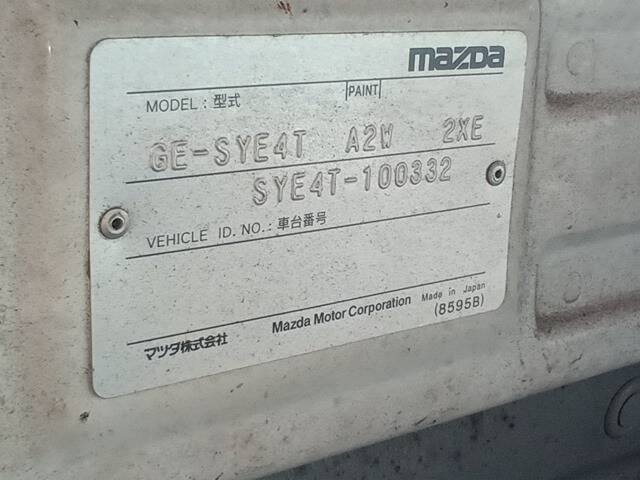 mazda
MODEL : 型式 PAINT
GE-SYE4T A2W 2XE
SYE4T-100332
VEHICLE ID. NO. : 車台番号
マツダ株式会社 Mazda Motor Corporation Made in Japan
(8595B)